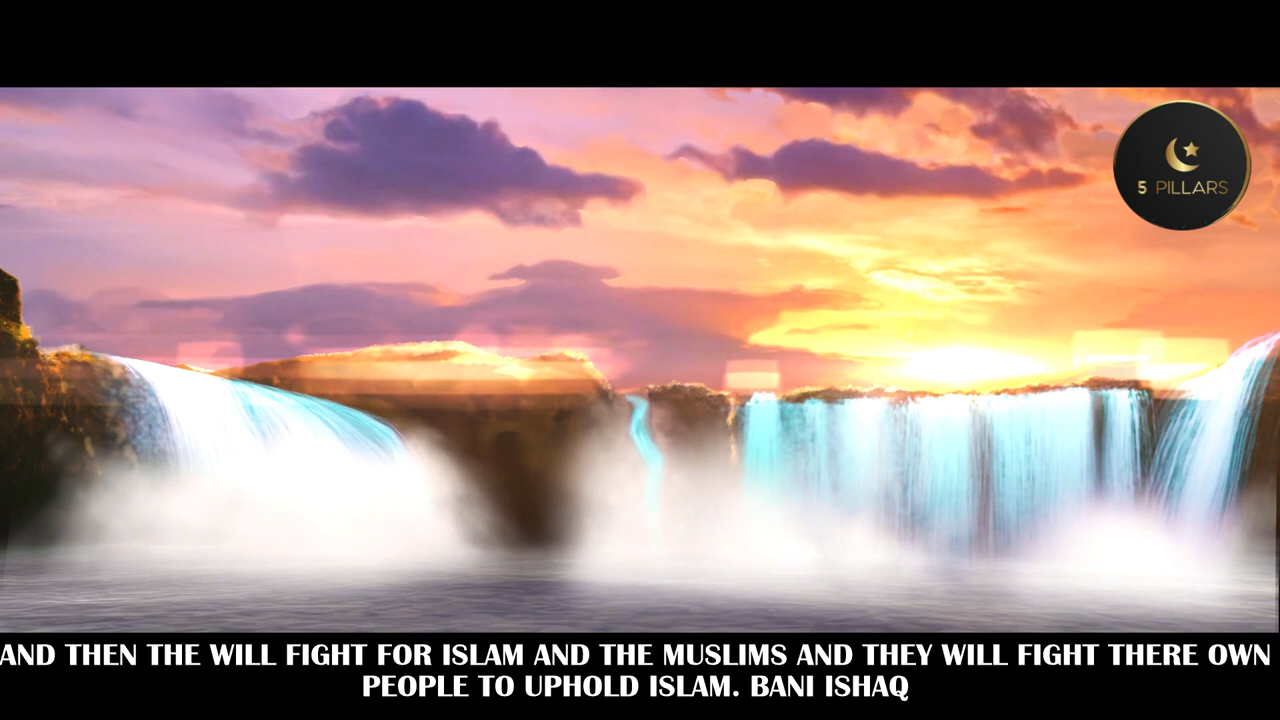 5 PILLARS
AND THEN THE WILL FIGHT FOR ISLAM AND THE MUSLIMS AND THEY WILL FIGHT THERE OWN
PEOPLE TO UPHOLD ISLAM. BANI ISHAQ